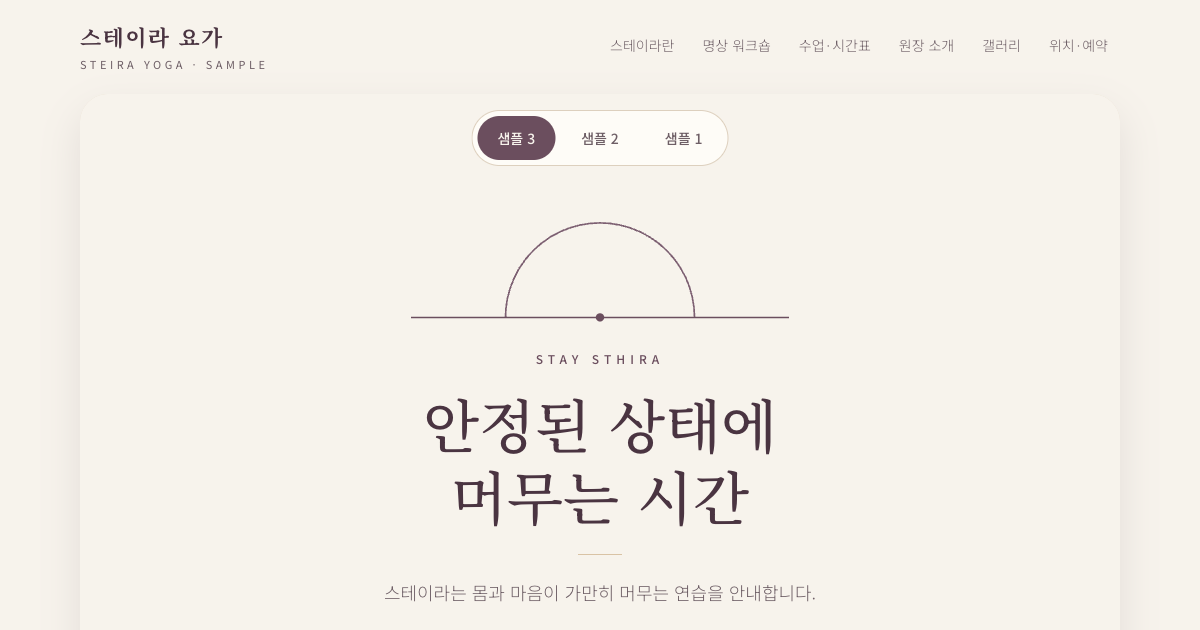 스테이라 요가
STEIRA YOGA · SAMPLE
스테이라란 명상 워크숍 수업·시간표 원장 소개 갤러리 위치·예약
샘플 3 샘플 2 샘플 1
STAY STHIRA
안정된 상태에
머무는 시간
스테이라는 몸과 마음이 가만히 머무는 연습을 안내합니다.